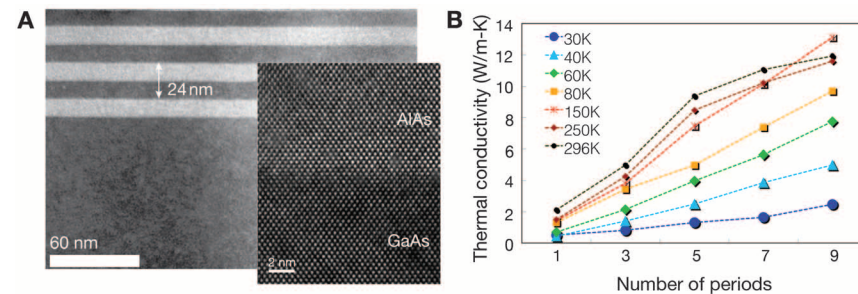 A
24 nm
60 nm
AlAs
GaAs
2 nm
B
Thermal conductivity (W/m-K)
14
12
10
8
6
4
2
0
30K
40K
60K
80K
150K
250K
296K
1 3 5 7 9
Number of periods